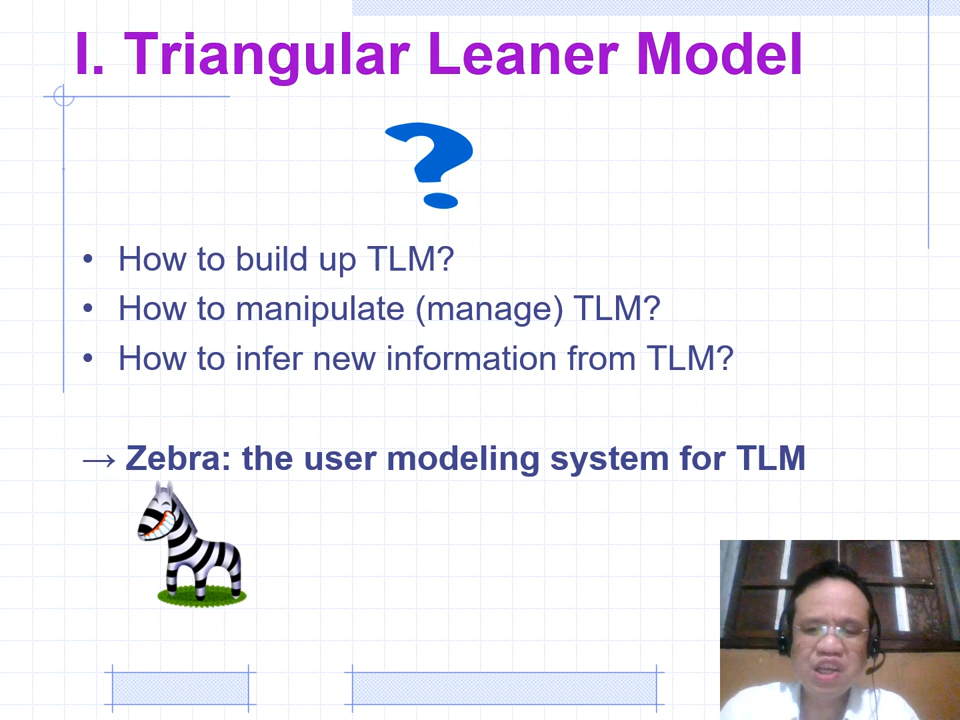 I. Triangular Leaner Model
?
• How to build up TLM?
• How to manipulate (manage) TLM?
• How to infer new information from TLM?
→ Zebra: the user modeling system for TLM